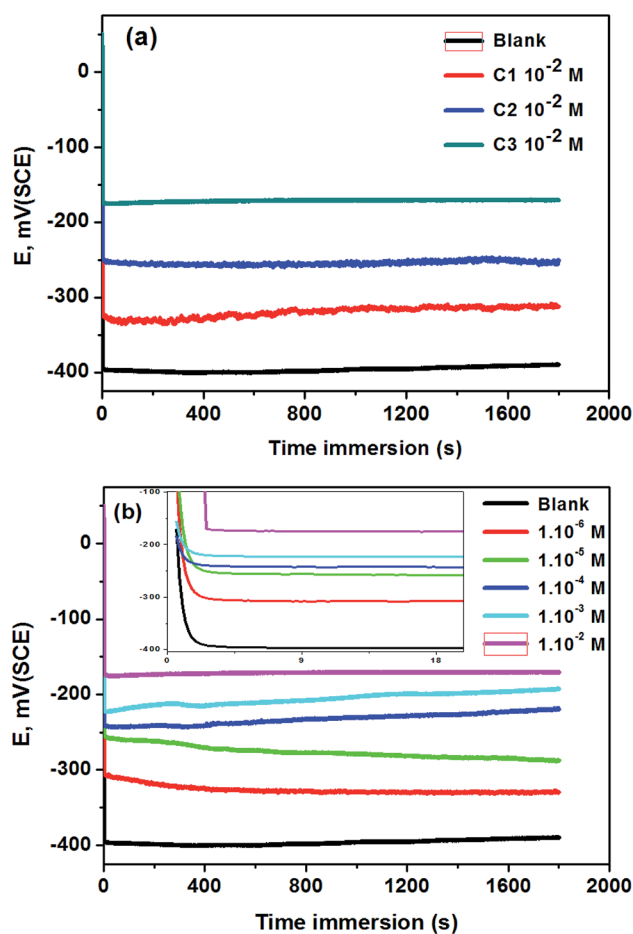 (a)
Blank
C1 10⁻² M
C2 10⁻² M
C3 10⁻² M
0
-100
-200
-300
-400
E, mV(SCE)
0 400 800 1200 1600 2000
Time immersion (s)
(b)
-100
-200
-300
-400
0 9 18
Blank
1.10⁻⁶ M
1.10⁻⁵ M
1.10⁻⁴ M
1.10⁻³ M
1.10⁻² M
0
-100
-200
-300
-400
E, mV(SCE)
0 400 800 1200 1600 2000
Time immersion (s)